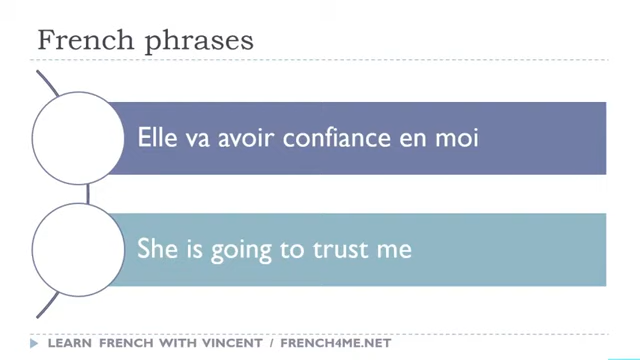 French phrases
Elle va avoir confiance en moi
She is going to trust me
LEARN FRENCH WITH VINCENT / FRENCH4ME.NET